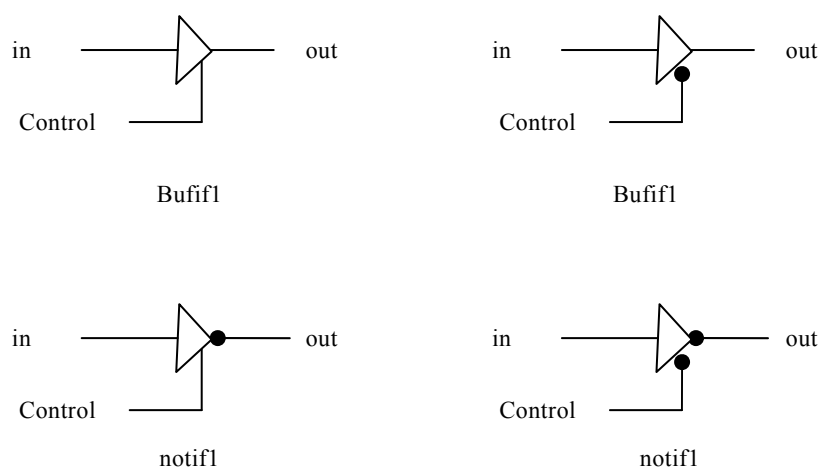 in out in out
Control Control
Bufif1 Bufif1
in out in out
Control Control
notif1 notif1